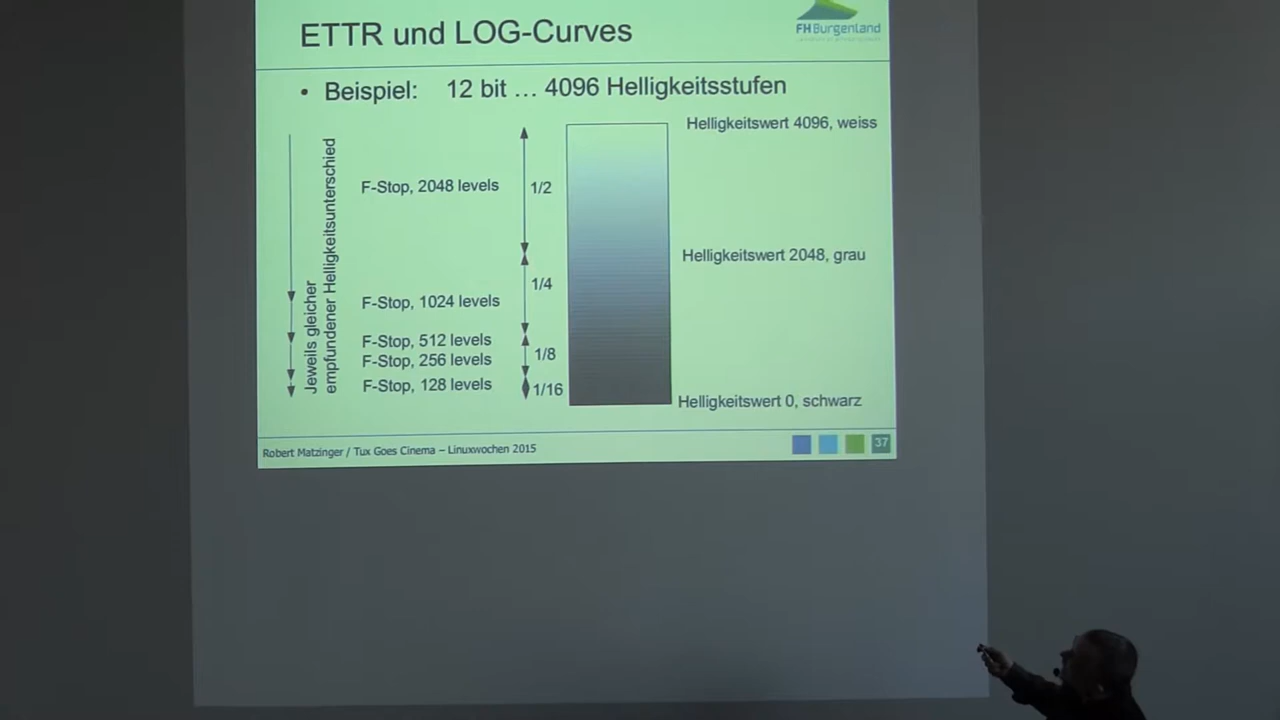 ETTR und LOG-Curves
FH Burgenland
• Beispiel: 12 bit ... 4096 Helligkeitsstufen
Helligkeitswert 4096, weiss
F-Stop, 2048 levels
1/2
Helligkeitswert 2048, grau
1/4
F-Stop, 1024 levels
F-Stop, 512 levels
1/8
F-Stop, 256 levels
F-Stop, 128 levels
1/16
Helligkeitswert 0, schwarz
Jeweils gleicher
empfundener Helligkeitsunterschied
Robert Matzinger / Tux Goes Cinema – Linuxwochen 2015
37